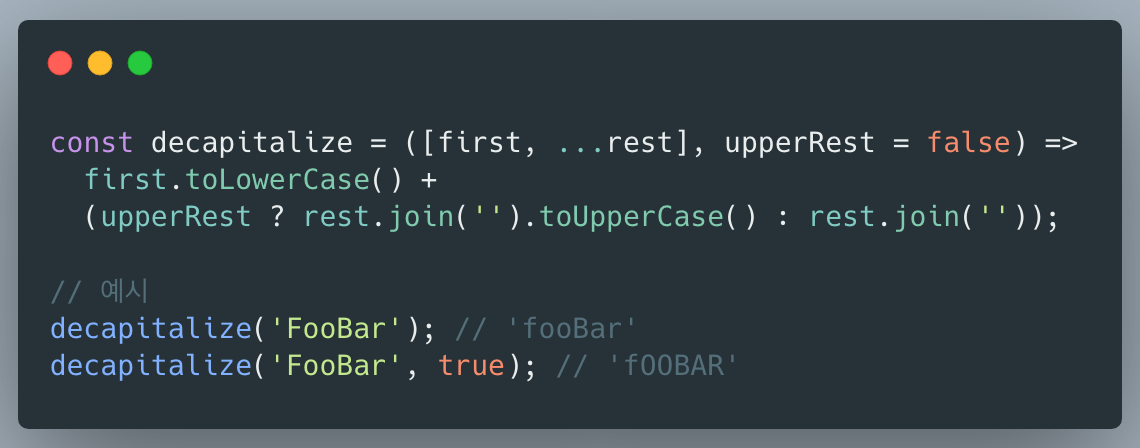 const decapitalize = ([first, ...rest], upperRest = false) =>
  first.toLowerCase() +
  (upperRest ? rest.join('').toUpperCase() : rest.join(''));

// 예시
decapitalize('FooBar'); // 'fooBar'
decapitalize('FooBar', true); // 'fOOBAR'